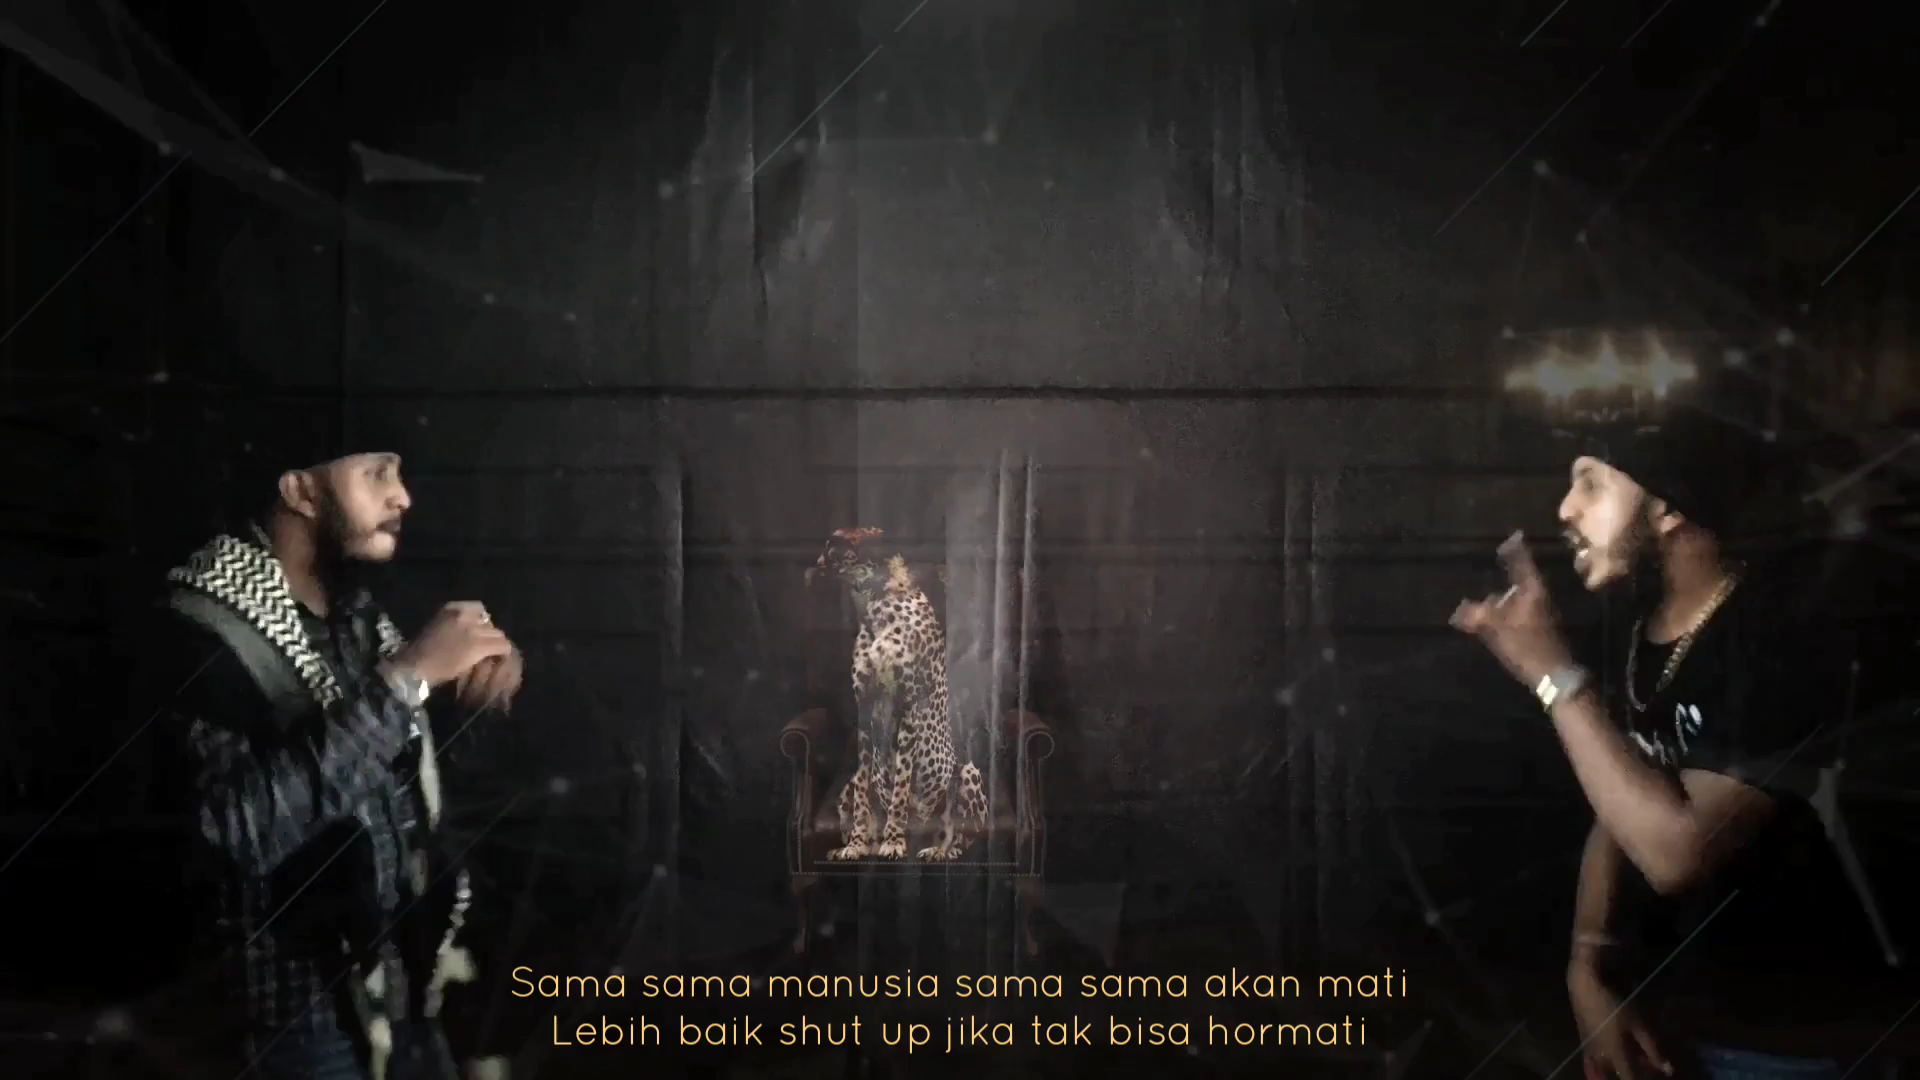 Sama sama manusia sama sama akan mati
Lebih baik shut up jika tak bisa hormati